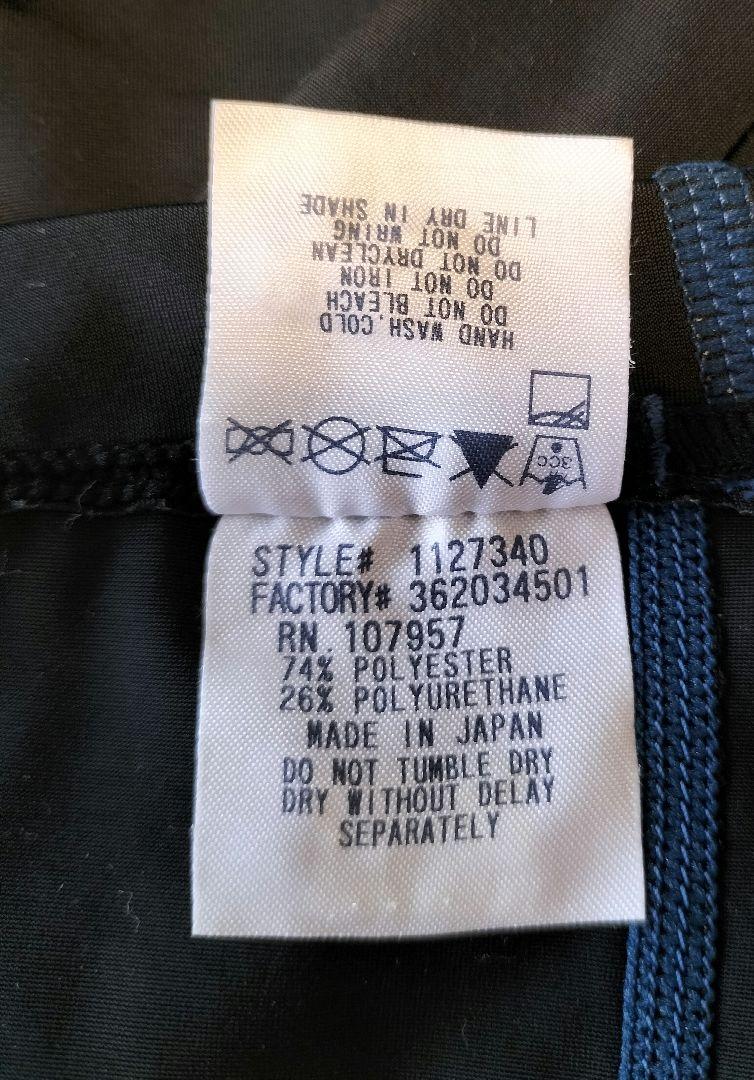 HAND WASH,COLD
DO NOT BLEACH
DO NOT IRON
DO NOT DRYCLEAN
DO NOT WRING
LINE DRY IN SHADE
3CC
STYLE# 1127340
FACTORY# 362034501
RN. 107957
74% POLYESTER
26% POLYURETHANE
MADE IN JAPAN
DO NOT TUMBLE DRY
DRY WITHOUT DELAY
SEPARATELY